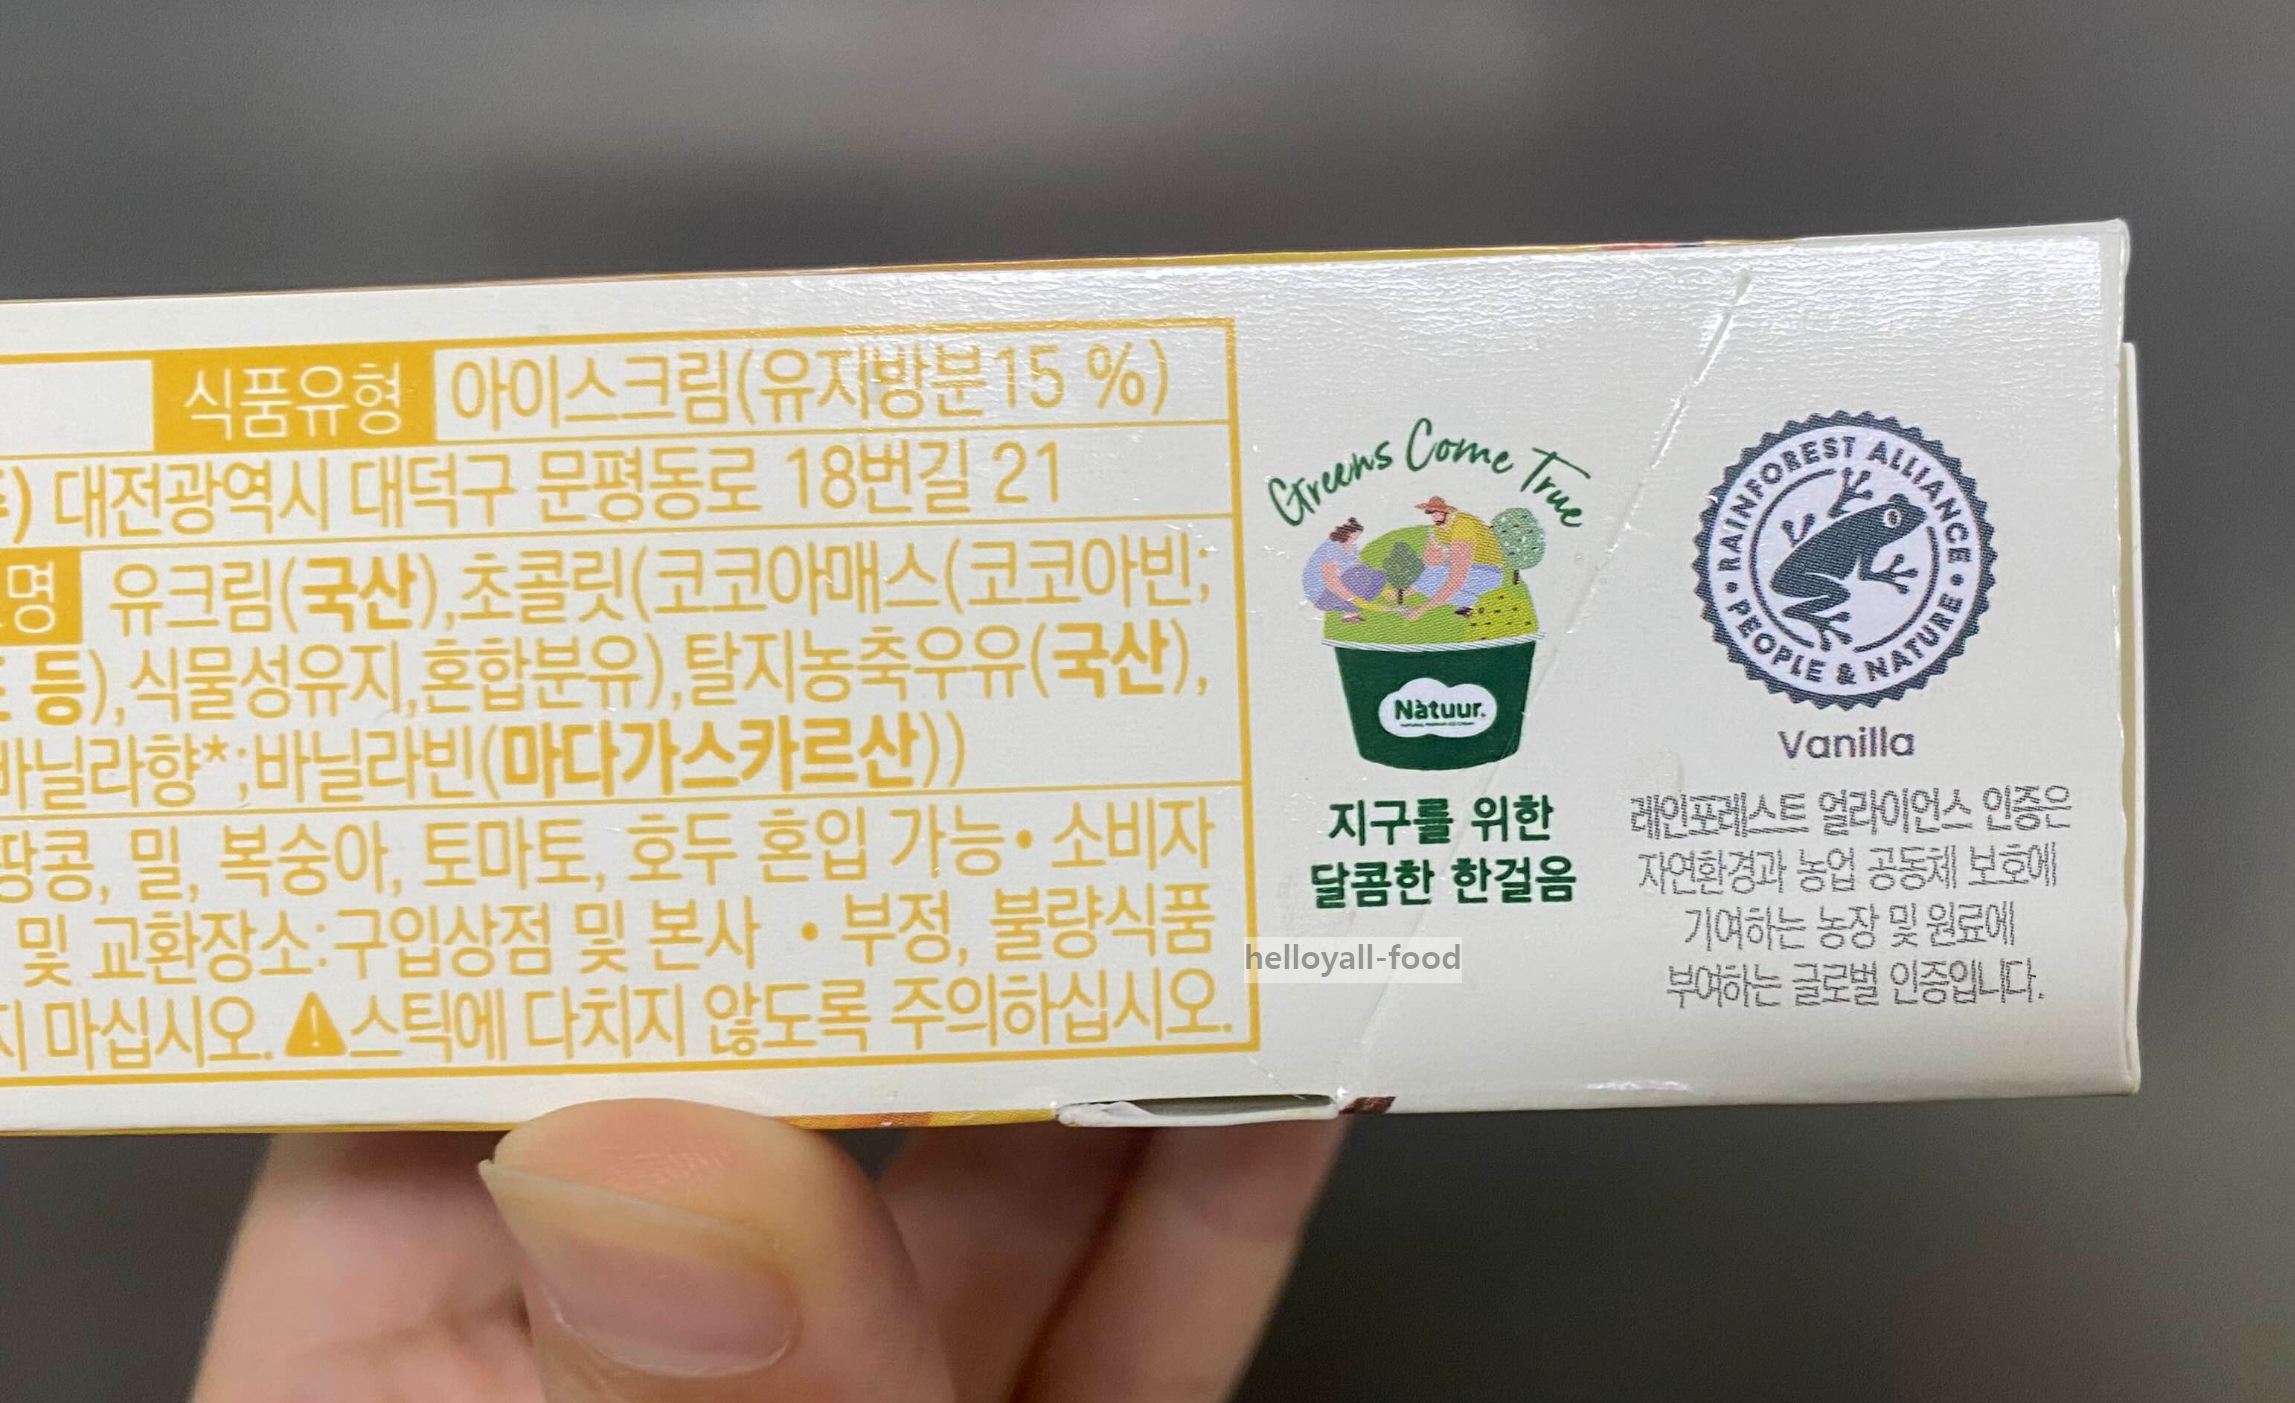 식품유형 아이스크림(유지방분15 %)
) 대전광역시 대덕구 문평동로 18번길 21
명 유크림(국산),초콜릿(코코아매스(코코아빈;
등),식물성유지,혼합분유),탈지농축우유(국산),
바닐라향*;바닐라빈(마다가스카르산))
땅콩, 밀, 복숭아, 토마토, 호두 혼입 가능• 소비자
및 교환장소:구입상점 및 본사 • 부정, 불량식품
지 마십시오. 스틱에 다치지 않도록 주의하십시오.
Greens Come True
Nàtuur.
지구를 위한
달콤한 한걸음
RAINFOREST ALLIANCE
• PEOPLE & NATURE •
Vanilla
레인포레스트 얼라이언스 인증은
자연환경과 농업 공동체 보호에
기여하는 농장 및 원료에
부여하는 글로벌 인증입니다.
helloyall-food